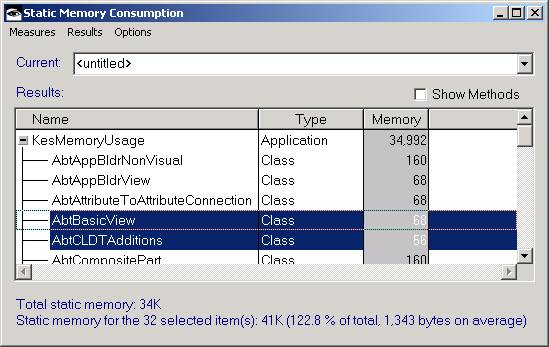 Static Memory Consumption
Measures Results Options
Current: <untitled>
Results:
Show Methods
Name Type Memory
KesMemoryUsage Application 34,992
AbtAppBldrNonVisual Class 160
AbtAppBldrView Class 68
AbtAttributeToAttributeConnection Class 68
AbtBasicView Class 68
AbtCLDTAdditions Class 56
AbtCompositePart Class 160
Total static memory: 34K
Static memory for the 32 selected item(s): 41K (122.8 % of total, 1,343 bytes on average)